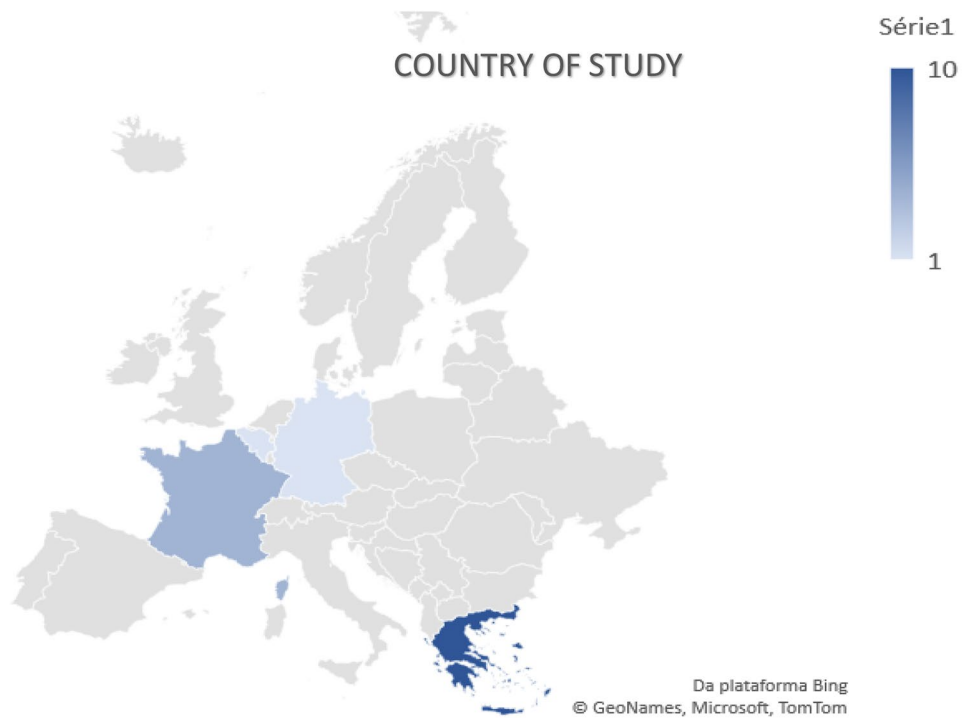 COUNTRY OF STUDY
Série1
10
1
Da plataforma Bing
© GeoNames, Microsoft, TomTom